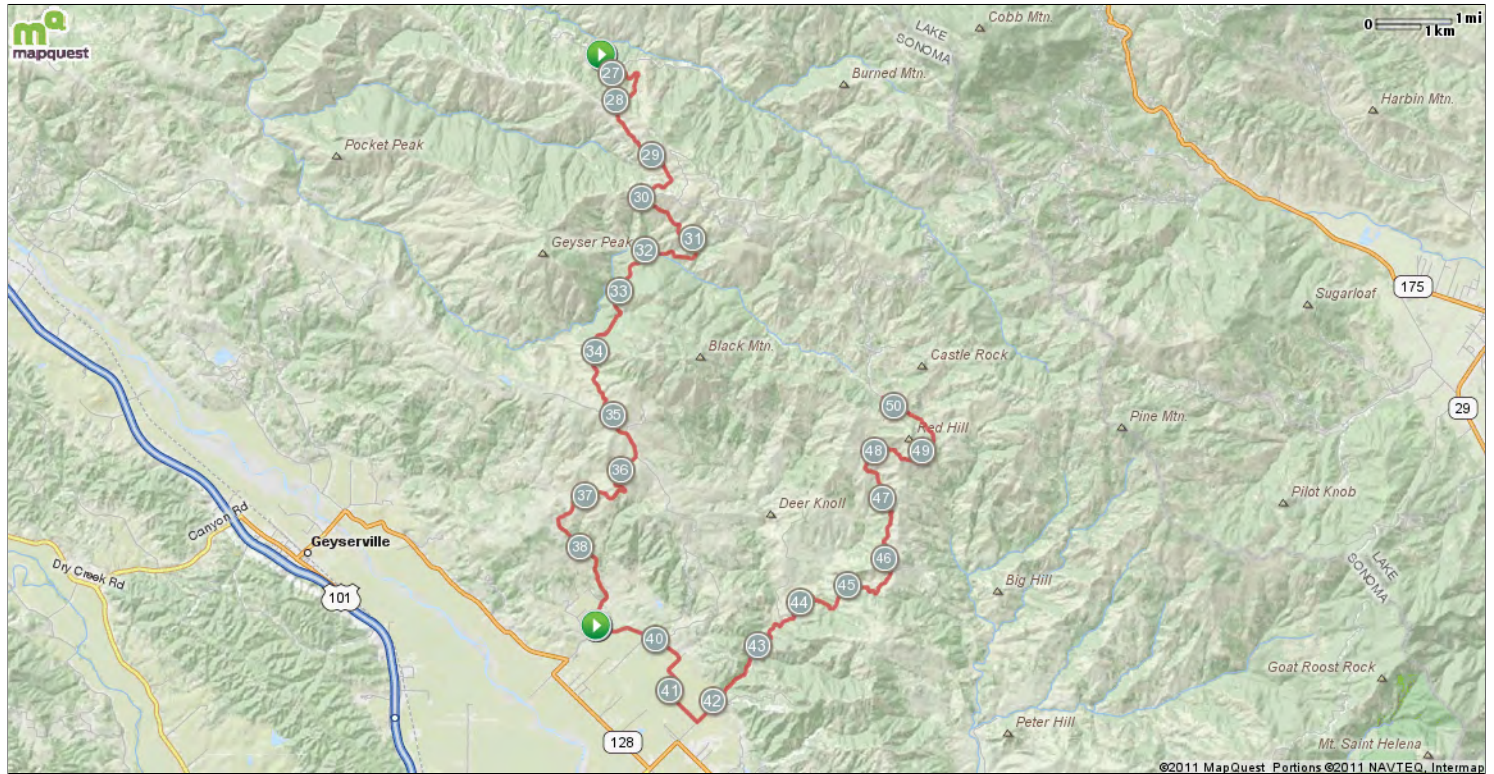 mapquest
Cobb Mtn.
0 1mi
1km
LAKE
SONOMA
27
Burned Mtn.
28
Harbin Mtn.
Pocket Peak
29
30
31
Geyser Peak
32
175
33
Sugarloaf
34
Black Mtn.
Castle Rock
50
29
35
Pine Mtn.
Red Hill
48
49
36
37
47
Pilot Knob
Deer Knoll
Canyon Rd
Geyserville
38
46
LAKE
SONOMA
Dry Creek Rd
45
Big Hill
101
44
40
43
Goat Roost Rock
41
42
Peter Hill
128
Mt. Saint Helena
©2011 MapQuest Portions ©2011 NAVTEQ, Intermap